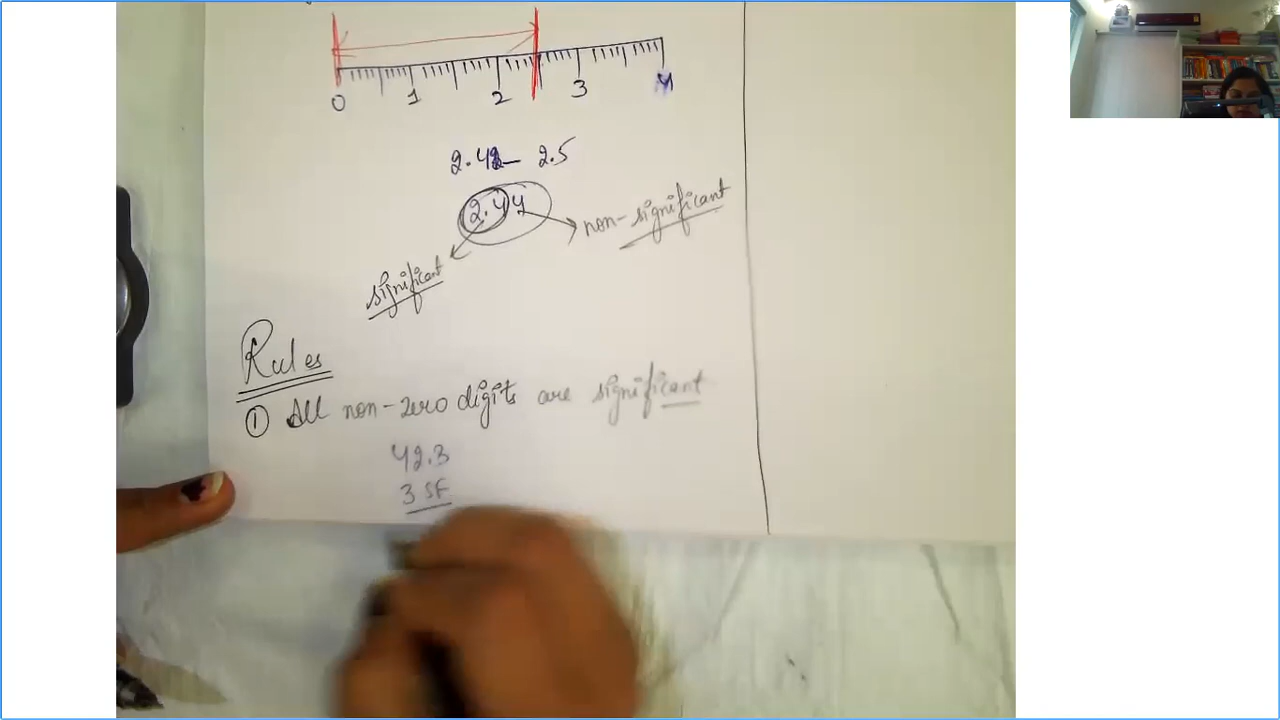 0 1 2 3 4
2.42 2.5
2.44
non-significant
significant
Rules
① All non-zero digits are significant
42.3
3 SF